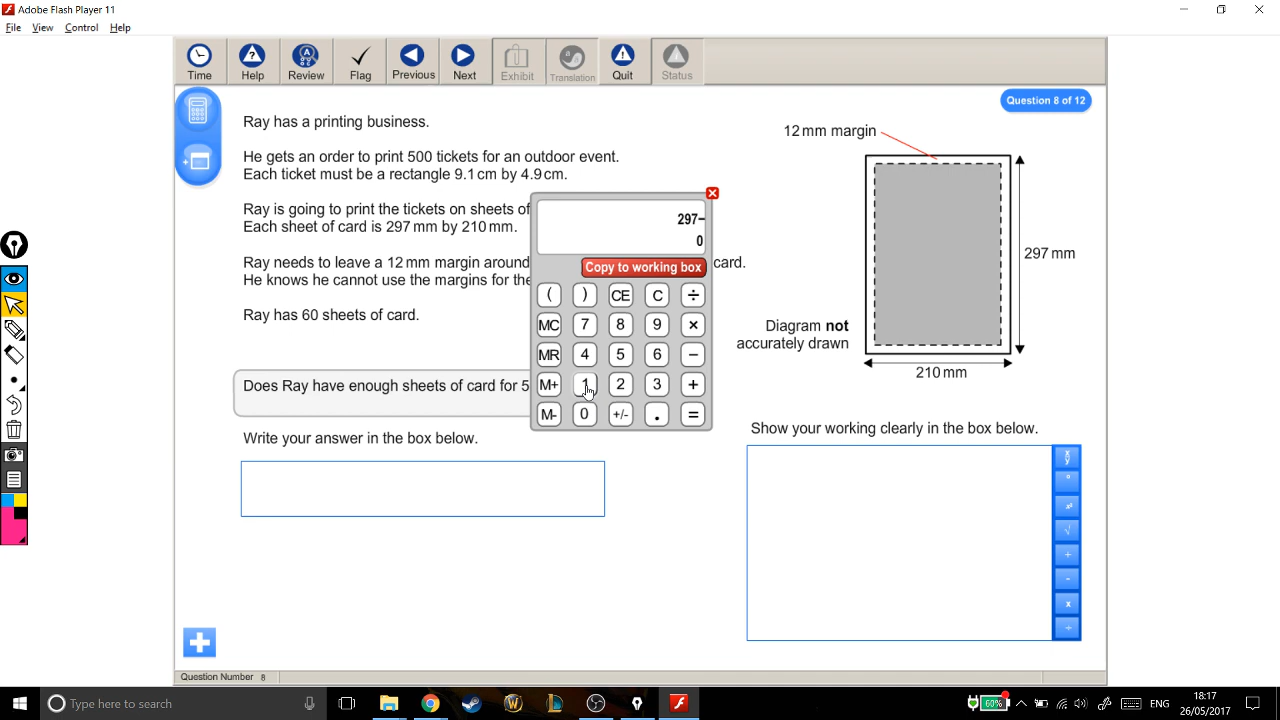 Adobe Flash Player 11
File View Control Help
Time Help Review Flag Previous Next Exhibit Translation Quit Status
Question 8 of 12
Ray has a printing business.
He gets an order to print 500 tickets for an outdoor event.
Each ticket must be a rectangle 9.1 cm by 4.9 cm.
Ray is going to print the tickets on sheets of
Each sheet of card is 297 mm by 210 mm.
Ray needs to leave a 12 mm margin around card.
He knows he cannot use the margins for the
Ray has 60 sheets of card.
Does Ray have enough sheets of card for 5
Write your answer in the box below.
297−
0
Copy to working box
( ) CE C ÷
MC 7 8 9 ×
MR 4 5 6 −
M+ 1 2 3 +
M- 0 +/- . =
12 mm margin
297 mm
Diagram not
accurately drawn
210 mm
Show your working clearly in the box below.
x
y
°
x²
√
+
-
x
÷
Question Number 8
Type here to search
60%
ENG
18:17
26/05/2017